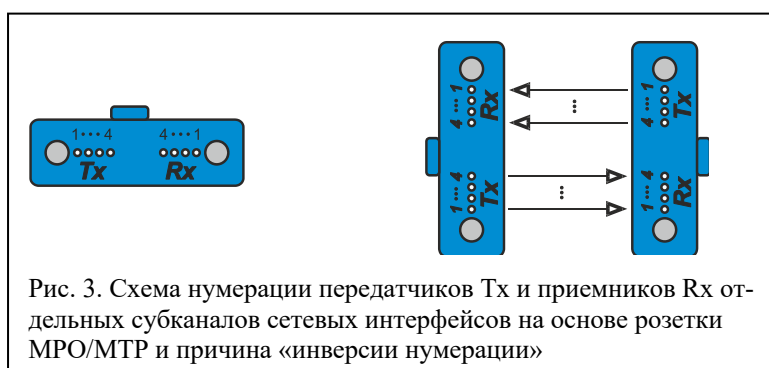 1···4 4···1
Tx Rx
4···1 Rx
4···1 Tx
1···4 Tx
1···4 Rx
Рис. 3. Схема нумерации передатчиков Tx и приемников Rx от-
дельных субканалов сетевых интерфейсов на основе розетки
MPO/MTP и причина «инверсии нумерации»